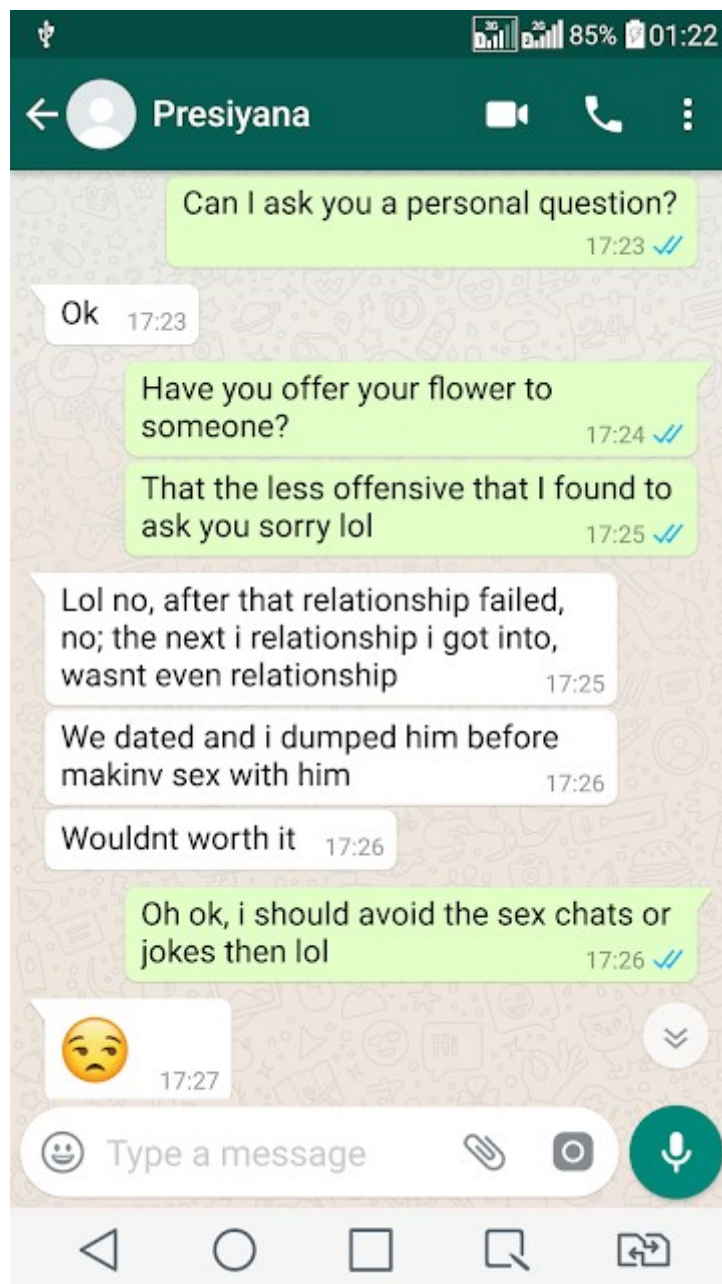 3G 3G 85% 01:22
Presiyana
Can I ask you a personal question?
17:23
Ok 17:23
Have you offer your flower to
someone? 17:24
That the less offensive that I found to
ask you sorry lol 17:25
Lol no, after that relationship failed,
no; the next i relationship i got into,
wasnt even relationship 17:25
We dated and i dumped him before
makinv sex with him 17:26
Wouldnt worth it 17:26
Oh ok, i should avoid the sex chats or
jokes then lol 17:26
17:27
Type a message